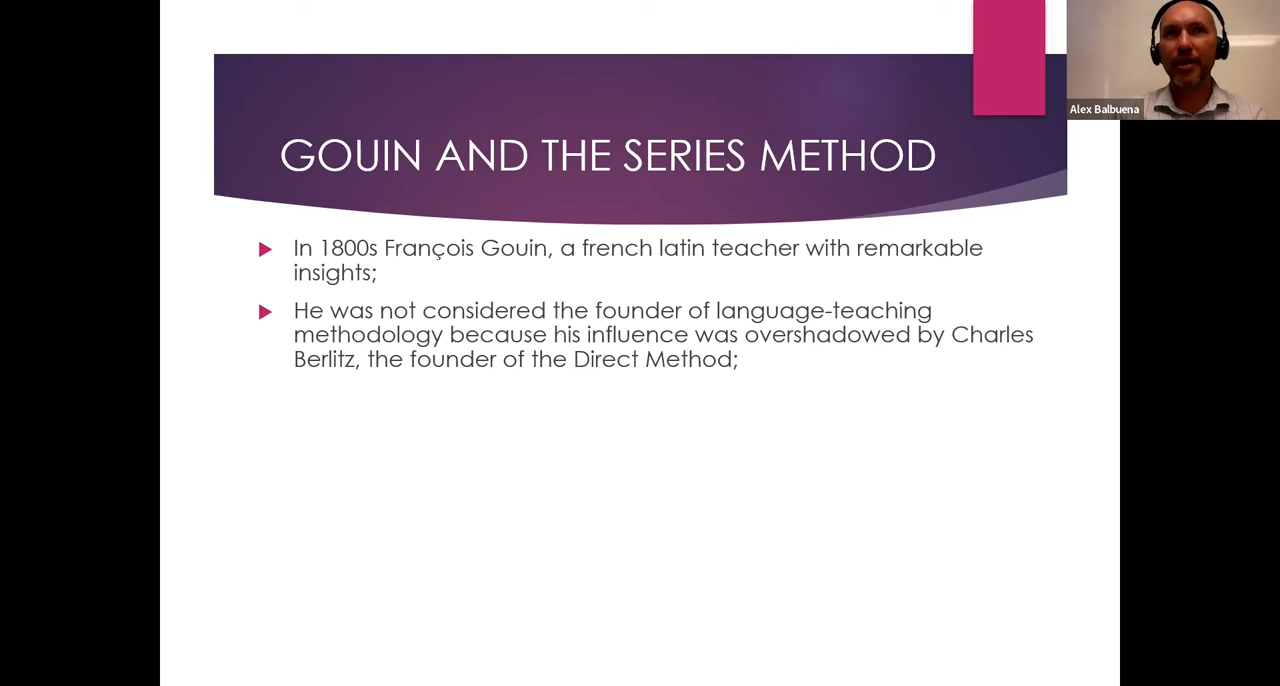 GOUIN AND THE SERIES METHOD
Alex Balbuena
In 1800s François Gouin, a french latin teacher with remarkable
insights;
He was not considered the founder of language-teaching
methodology because his influence was overshadowed by Charles
Berlitz, the founder of the Direct Method;